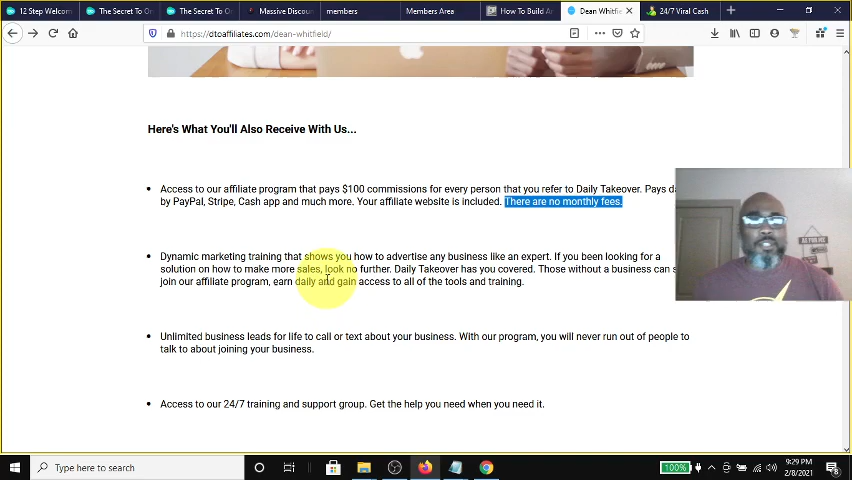 12 Step Welcom
The Secret To On
The Secret To On
Massive Discoun
members
Members Area
How To Build Ar
Dean Whitfie
24/7 Viral Cash
https://dtoaffiliates.com/dean-whitfield/
Here's What You'll Also Receive With Us...
Access to our affiliate program that pays $100 commissions for every person that you refer to Daily Takeover. Pays da
by PayPal, Stripe, Cash app and much more. Your affiliate website is included. There are no monthly fees.
Dynamic marketing training that shows you how to advertise any business like an expert. If you been looking for a
solution on how to make more sales, look no further. Daily Takeover has you covered. Those without a business can s
join our affiliate program, earn daily and gain access to all of the tools and training.
Unlimited business leads for life to call or text about your business. With our program, you will never run out of people to
talk to about joining your business.
Access to our 24/7 training and support group. Get the help you need when you need it.
Type here to search
100%
9:29 PM
2/8/2021